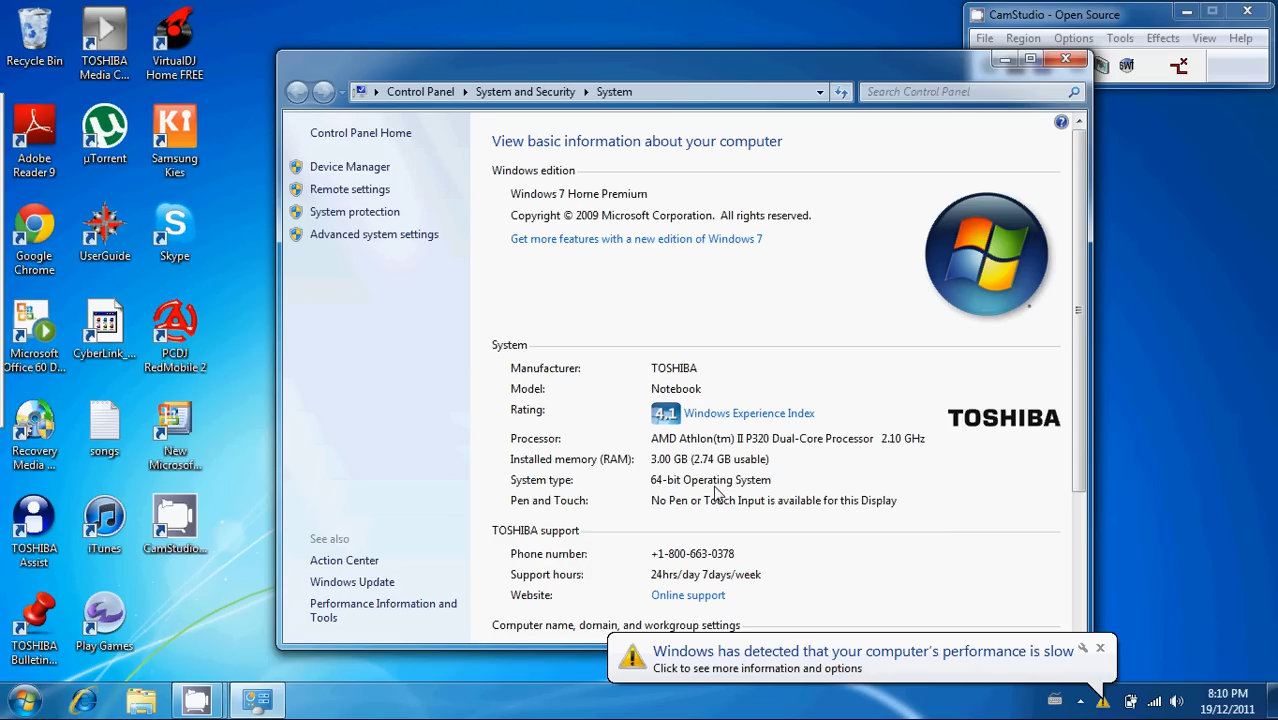 Recycle Bin
TOSHIBA
Media C...
VirtualDJ
Home FREE
Adobe
Reader 9
µTorrent
Samsung
Kies
Google
Chrome
UserGuide
Skype
Microsoft
Office 60 D...
CyberLink_...
PCDJ
RedMobile 2
Recovery
Media ...
songs
New
Microsoft...
TOSHIBA
Assist
iTunes
CamStudio...
TOSHIBA
Bulletin...
Play Games
CamStudio - Open Source
File Region Options Tools Effects View Help
SWF
Control Panel System and Security System
Search Control Panel
Control Panel Home
Device Manager
Remote settings
System protection
Advanced system settings
See also
Action Center
Windows Update
Performance Information and
Tools
View basic information about your computer
Windows edition
Windows 7 Home Premium
Copyright © 2009 Microsoft Corporation. All rights reserved.
Get more features with a new edition of Windows 7
System
Manufacturer: TOSHIBA
Model: Notebook
Rating: 4,1 Windows Experience Index
TOSHIBA
Processor: AMD Athlon(tm) II P320 Dual-Core Processor 2.10 GHz
Installed memory (RAM): 3.00 GB (2.74 GB usable)
System type: 64-bit Operating System
Pen and Touch: No Pen or Touch Input is available for this Display
TOSHIBA support
Phone number: +1-800-663-0378
Support hours: 24hrs/day 7days/week
Website: Online support
Computer name, domain, and workgroup settings
Windows has detected that your computer's performance is slow
Click to see more information and options
8:10 PM
19/12/2011